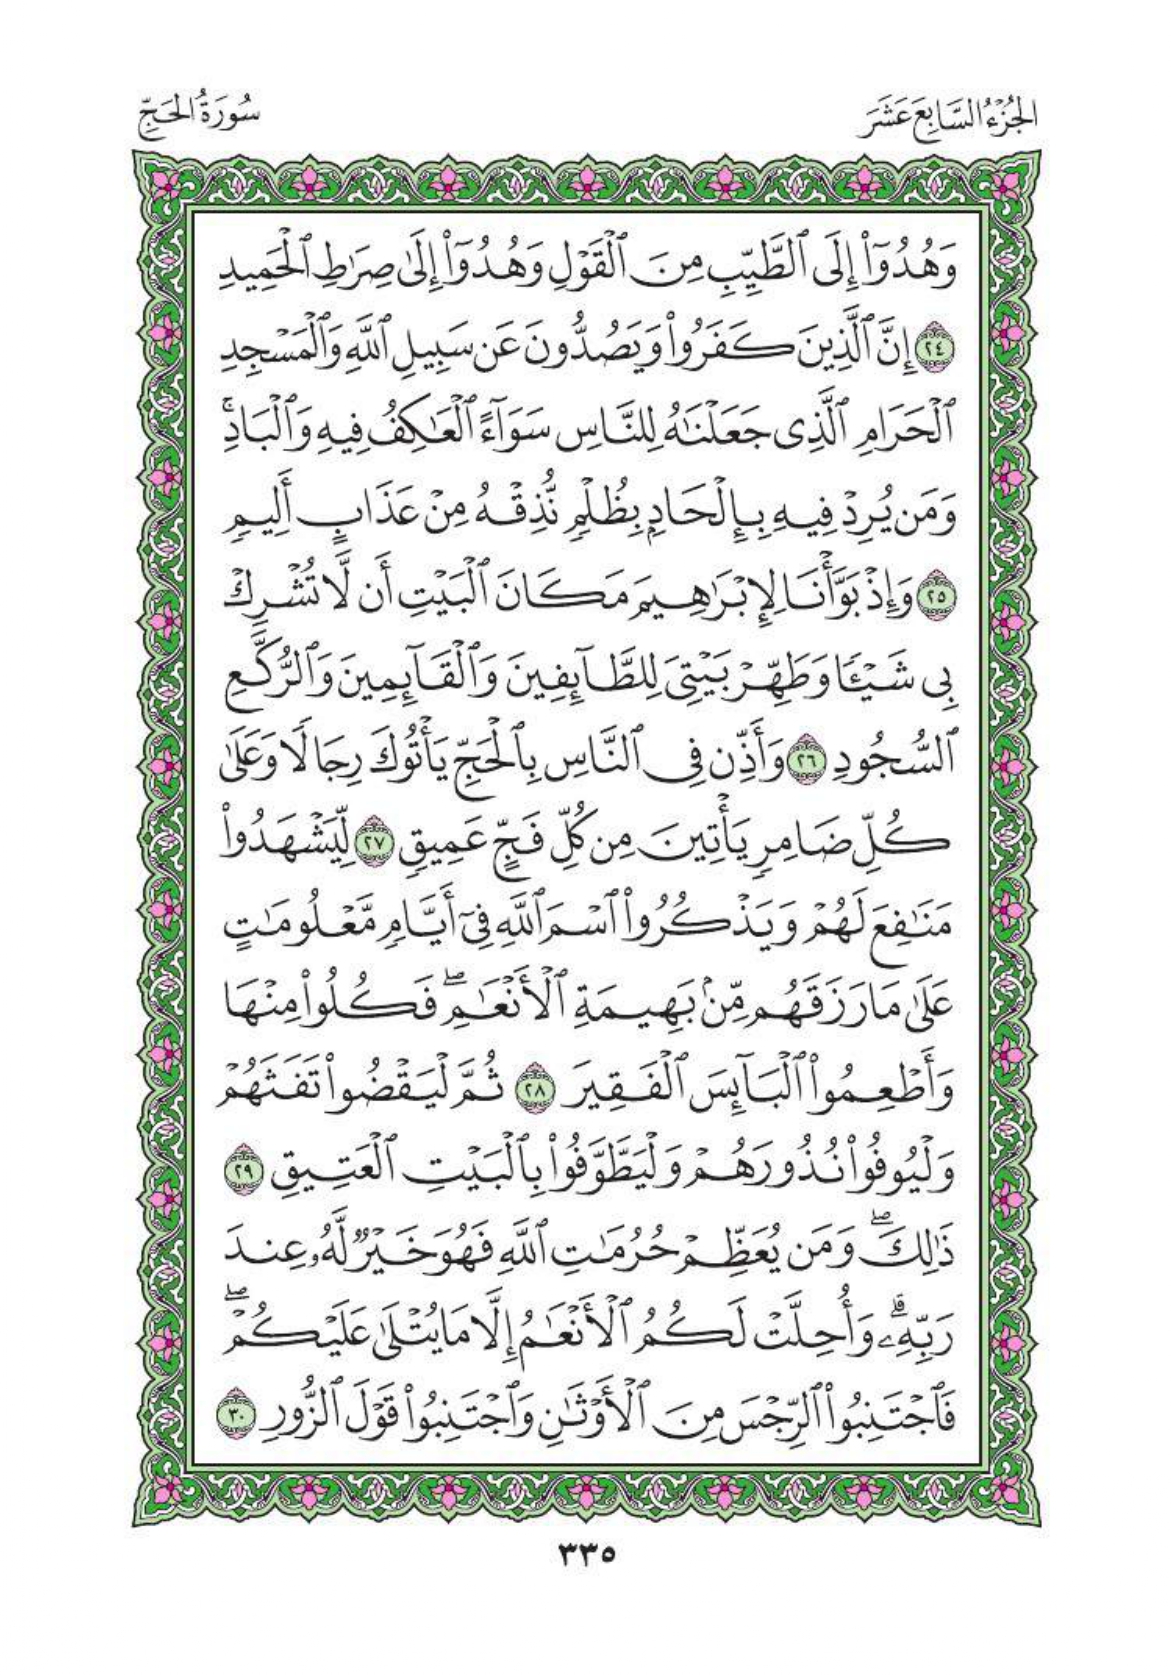 الجُزْءُ السَّابِعَ عَشَرَ
سُورَةُ الحَجِّ
وَهُدُوٓاْ إِلَى ٱلطَّيِّبِ مِنَ ٱلْقَوْلِ وَهُدُوٓاْ إِلَىٰ صِرَٰطِ ٱلْحَمِيدِ
٢٤ إِنَّ ٱلَّذِينَ كَفَرُواْ وَيَصُدُّونَ عَن سَبِيلِ ٱللَّهِ وَٱلْمَسْجِدِ
ٱلْحَرَامِ ٱلَّذِى جَعَلْنَٰهُ لِلنَّاسِ سَوَآءً ٱلْعَٰكِفُ فِيهِ وَٱلْبَادِۚ
وَمَن يُرِدْ فِيهِ بِإِلْحَادِۭ بِظُلْمٍ نُّذِقْهُ مِنْ عَذَابٍ أَلِيمٍ
٢٥ وَإِذْ بَوَّأْنَا لِإِبْرَٰهِيمَ مَكَانَ ٱلْبَيْتِ أَن لَّا تُشْرِكْ
بِى شَيْـًٔا وَطَهِّرْ بَيْتِىَ لِلطَّآئِفِينَ وَٱلْقَآئِمِينَ وَٱلرُّكَّعِ
ٱلسُّجُودِ ٢٦ وَأَذِّن فِى ٱلنَّاسِ بِٱلْحَجِّ يَأْتُوكَ رِجَالًا وَعَلَىٰ
كُلِّ ضَامِرٍ يَأْتِينَ مِن كُلِّ فَجٍّ عَمِيقٍ ٢٧ لِّيَشْهَدُواْ
مَنَٰفِعَ لَهُمْ وَيَذْكُرُواْ ٱسْمَ ٱللَّهِ فِىٓ أَيَّامٍ مَّعْلُومَٰتٍ
عَلَىٰ مَا رَزَقَهُم مِّنۢ بَهِيمَةِ ٱلْأَنْعَٰمِۖ فَكُلُواْ مِنْهَا
وَأَطْعِمُواْ ٱلْبَآئِسَ ٱلْفَقِيرَ ٢٨ ثُمَّ لْيَقْضُواْ تَفَثَهُمْ
وَلْيُوفُواْ نُذُورَهُمْ وَلْيَطَّوَّفُواْ بِٱلْبَيْتِ ٱلْعَتِيقِ ٢٩
ذَٰلِكَۖ وَمَن يُعَظِّمْ حُرُمَٰتِ ٱللَّهِ فَهُوَ خَيْرٌ لَّهُۥ عِندَ
رَبِّهِۦۗ وَأُحِلَّتْ لَكُمُ ٱلْأَنْعَٰمُ إِلَّا مَا يُتْلَىٰ عَلَيْكُمْۖ
فَٱجْتَنِبُواْ ٱلرِّجْسَ مِنَ ٱلْأَوْثَٰنِ وَٱجْتَنِبُواْ قَوْلَ ٱلزُّورِ ٣٠
٣٣٥